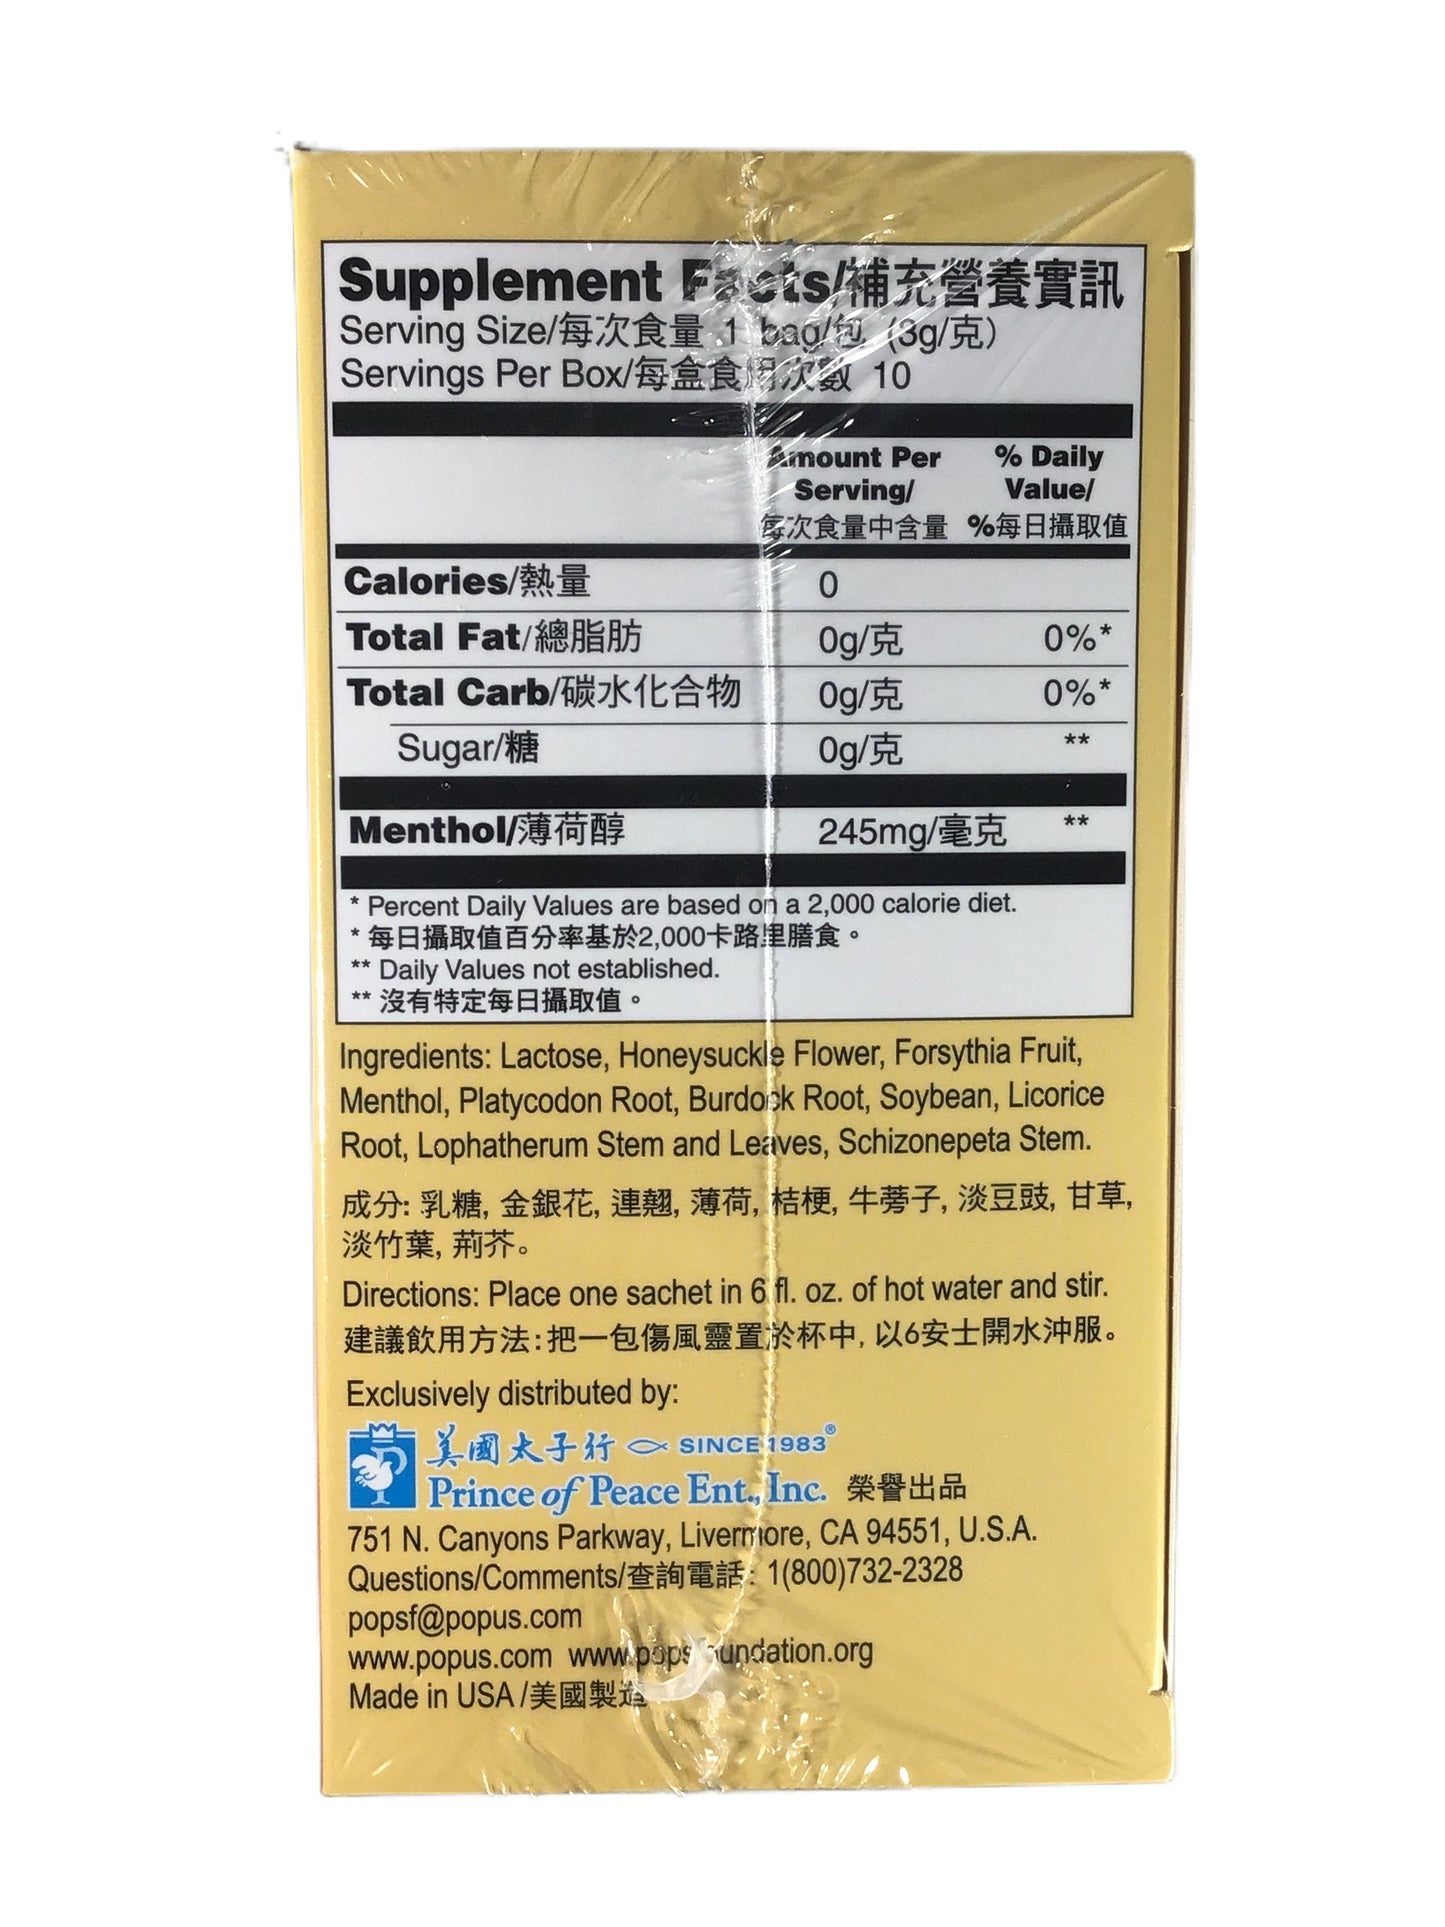 Supplement Facts/補充營養實訊
Serving Size/每次食量 1 bag/包 (3g/克)
Servings Per Box/每盒食用次數 10
Amount Per Serving/ % Daily Value/
每次食量中含量 %每日攝取值
Calories/熱量 0
Total Fat/總脂肪 0g/克 0%*
Total Carb/碳水化合物 0g/克 0%*
Sugar/糖 0g/克 **
Menthol/薄荷醇 245mg/毫克 **
* Percent Daily Values are based on a 2,000 calorie diet.
* 每日攝取值百分率基於2,000卡路里膳食。
** Daily Values not established.
** 沒有特定每日攝取值。
Ingredients: Lactose, Honeysuckle Flower, Forsythia Fruit,
Menthol, Platycodon Root, Burdock Root, Soybean, Licorice
Root, Lophatherum Stem and Leaves, Schizonepeta Stem.
成分: 乳糖, 金銀花, 連翹, 薄荷, 桔梗, 牛蒡子, 淡豆豉, 甘草,
淡竹葉, 荊芥。
Directions: Place one sachet in 6 fl. oz. of hot water and stir.
建議飲用方法:把一包傷風靈置於杯中, 以6安士開水沖服。
Exclusively distributed by:
美國太子行 SINCE 1983®
Prince of Peace Ent., Inc. 榮譽出品
751 N. Canyons Parkway, Livermore, CA 94551, U.S.A.
Questions/Comments/查詢電話: 1(800)732-2328
popsf@popus.com
www.popus.com www.popsfoundation.org
Made in USA/美國製造